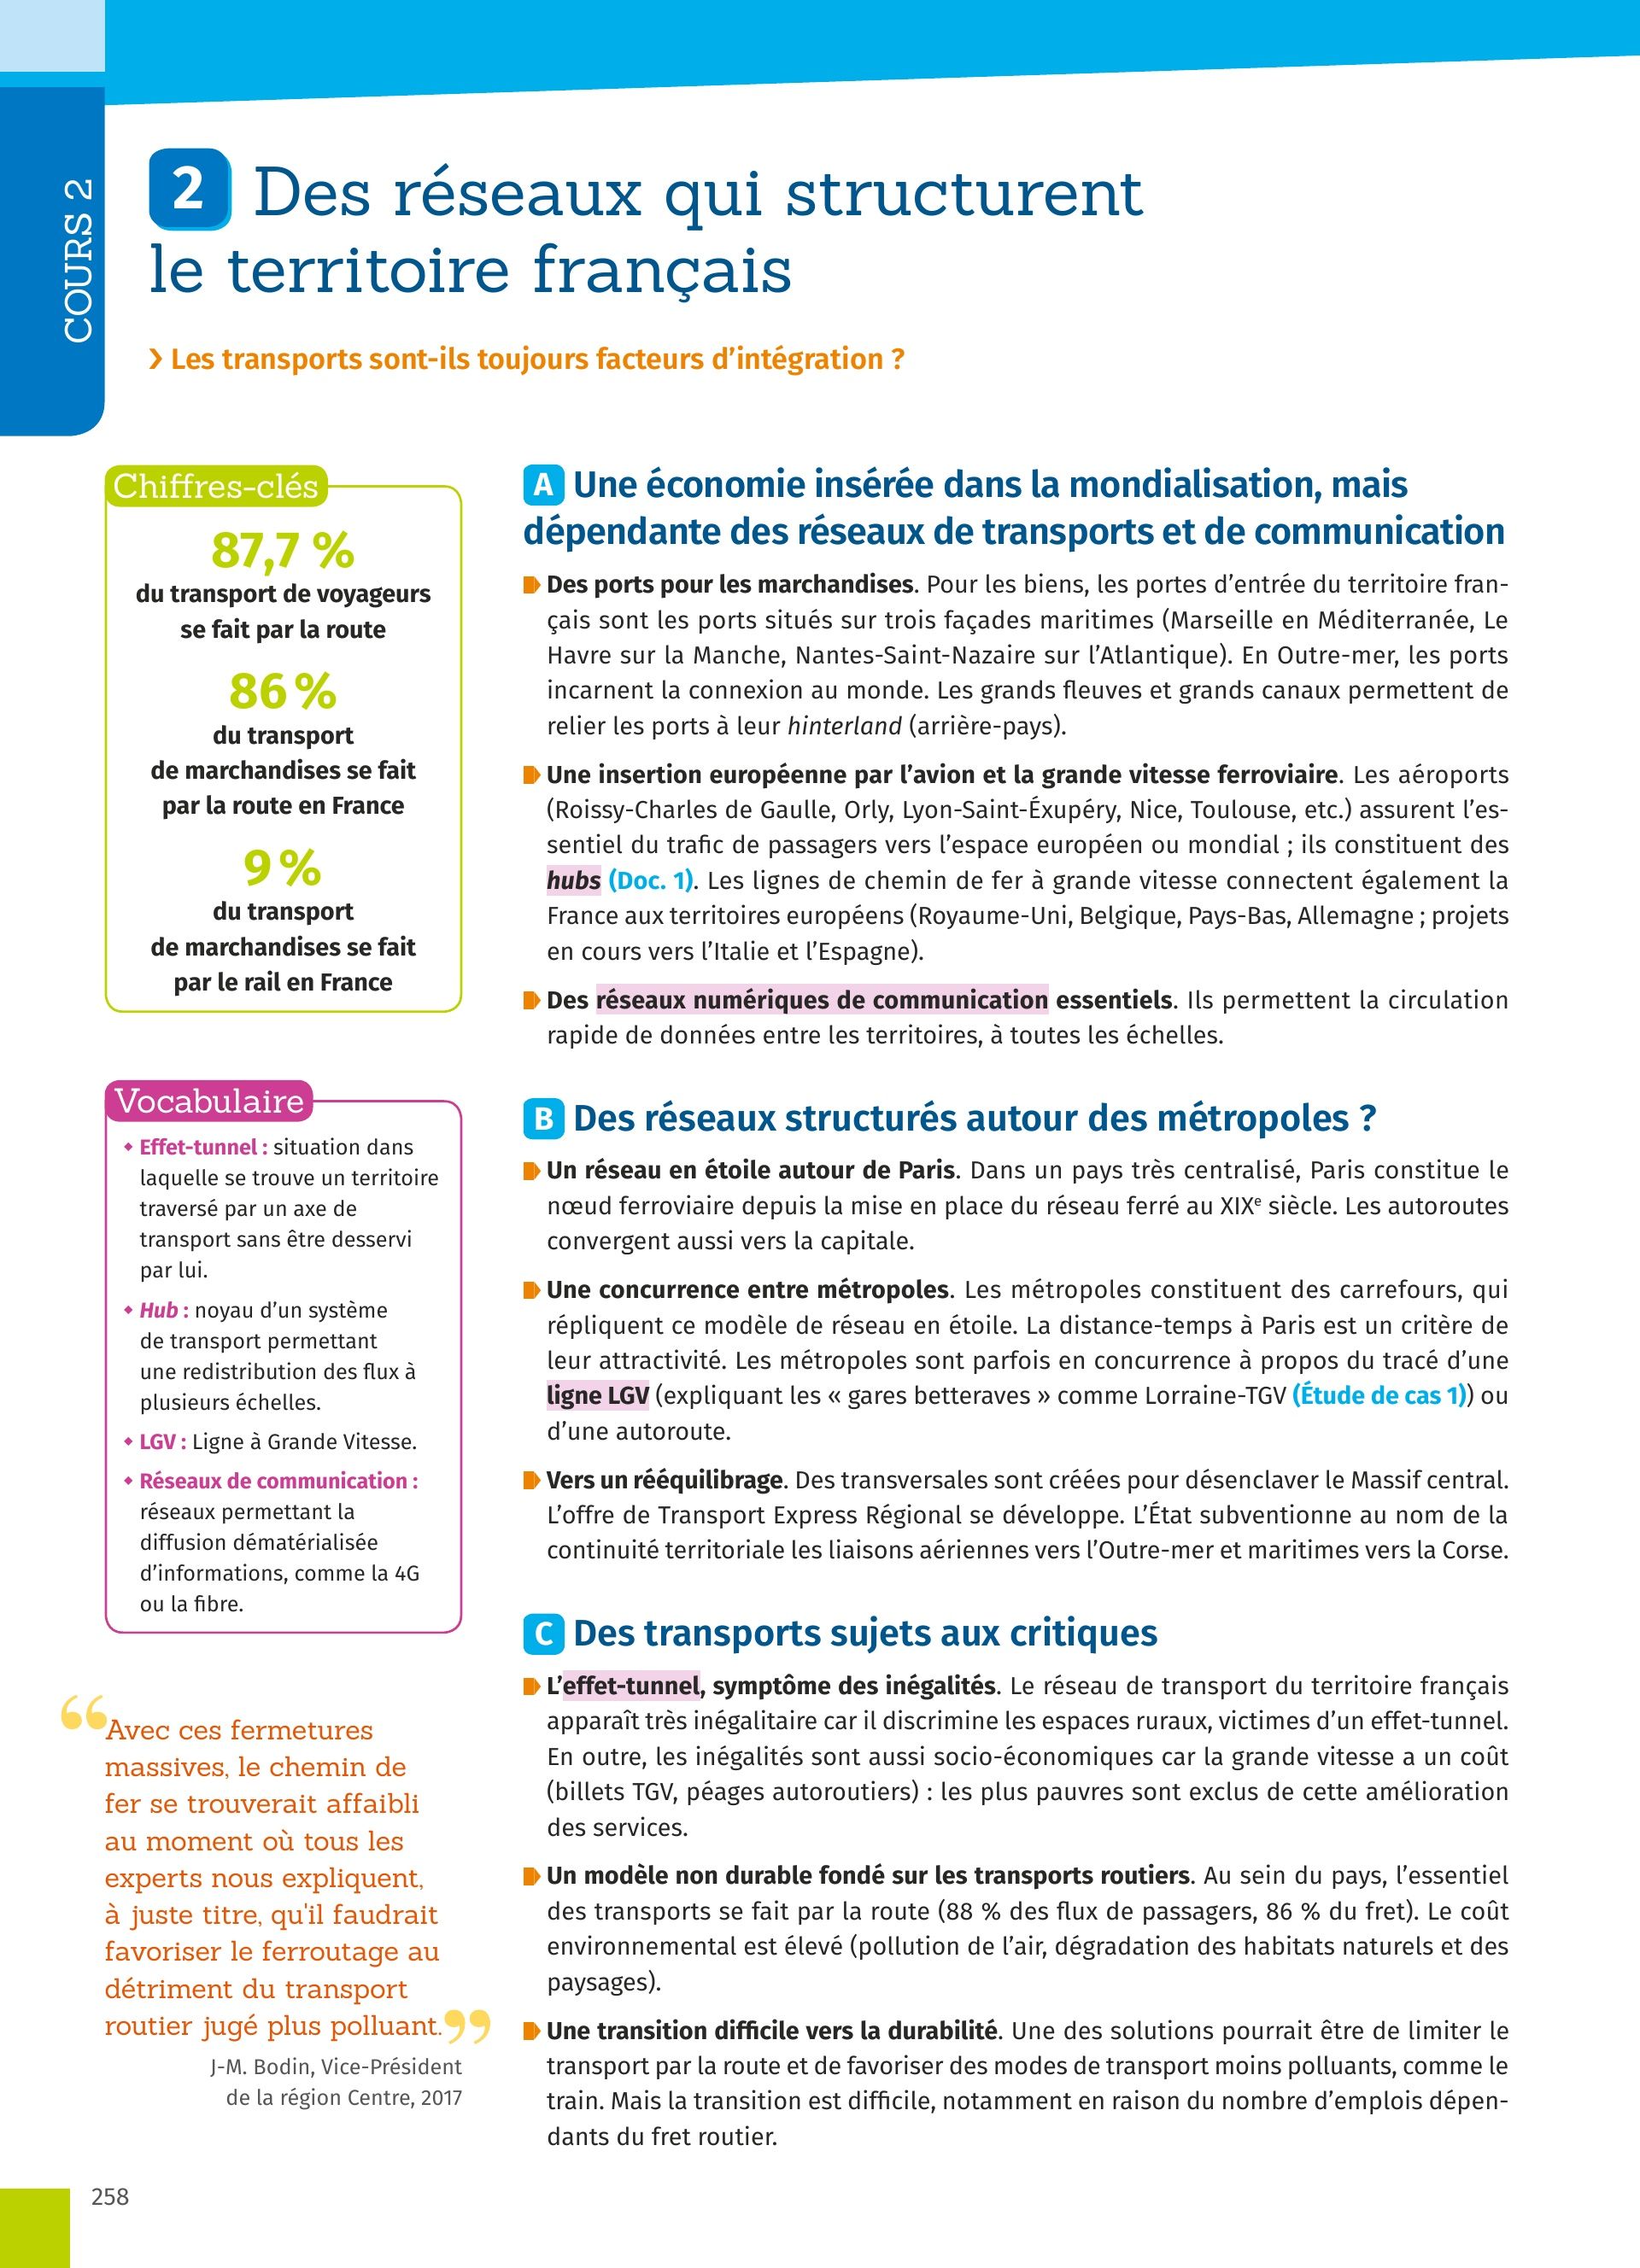 COURS 2
2 Des réseaux qui structurent
le territoire français
› Les transports sont-ils toujours facteurs d’intégration ?
Chiffres-clés
87,7 %
du transport de voyageurs
se fait par la route
86 %
du transport
de marchandises se fait
par la route en France
9 %
du transport
de marchandises se fait
par le rail en France
Vocabulaire
• Effet-tunnel : situation dans
laquelle se trouve un territoire
traversé par un axe de
transport sans être desservi
par lui.
• Hub : noyau d’un système
de transport permettant
une redistribution des flux à
plusieurs échelles.
• LGV : Ligne à Grande Vitesse.
• Réseaux de communication :
réseaux permettant la
diffusion dématérialisée
d’informations, comme la 4G
ou la fibre.
“Avec ces fermetures
massives, le chemin de
fer se trouverait affaibli
au moment où tous les
experts nous expliquent,
à juste titre, qu'il faudrait
favoriser le ferroutage au
détriment du transport
routier jugé plus polluant.”
J-M. Bodin, Vice-Président
de la région Centre, 2017
A Une économie insérée dans la mondialisation, mais
dépendante des réseaux de transports et de communication
Des ports pour les marchandises. Pour les biens, les portes d’entrée du territoire fran-
çais sont les ports situés sur trois façades maritimes (Marseille en Méditerranée, Le
Havre sur la Manche, Nantes-Saint-Nazaire sur l’Atlantique). En Outre-mer, les ports
incarnent la connexion au monde. Les grands fleuves et grands canaux permettent de
relier les ports à leur hinterland (arrière-pays).
Une insertion européenne par l’avion et la grande vitesse ferroviaire. Les aéroports
(Roissy-Charles de Gaulle, Orly, Lyon-Saint-Éxupéry, Nice, Toulouse, etc.) assurent l’es-
sentiel du trafic de passagers vers l’espace européen ou mondial ; ils constituent des
hubs (Doc. 1). Les lignes de chemin de fer à grande vitesse connectent également la
France aux territoires européens (Royaume-Uni, Belgique, Pays-Bas, Allemagne ; projets
en cours vers l’Italie et l’Espagne).
Des réseaux numériques de communication essentiels. Ils permettent la circulation
rapide de données entre les territoires, à toutes les échelles.
B Des réseaux structurés autour des métropoles ?
Un réseau en étoile autour de Paris. Dans un pays très centralisé, Paris constitue le
nœud ferroviaire depuis la mise en place du réseau ferré au XIXe siècle. Les autoroutes
convergent aussi vers la capitale.
Une concurrence entre métropoles. Les métropoles constituent des carrefours, qui
répliquent ce modèle de réseau en étoile. La distance-temps à Paris est un critère de
leur attractivité. Les métropoles sont parfois en concurrence à propos du tracé d’une
ligne LGV (expliquant les « gares betteraves » comme Lorraine-TGV (Étude de cas 1)) ou
d’une autoroute.
Vers un rééquilibrage. Des transversales sont créées pour désenclaver le Massif central.
L’offre de Transport Express Régional se développe. L’État subventionne au nom de la
continuité territoriale les liaisons aériennes vers l’Outre-mer et maritimes vers la Corse.
C Des transports sujets aux critiques
L’effet-tunnel, symptôme des inégalités. Le réseau de transport du territoire français
apparaît très inégalitaire car il discrimine les espaces ruraux, victimes d’un effet-tunnel.
En outre, les inégalités sont aussi socio-économiques car la grande vitesse a un coût
(billets TGV, péages autoroutiers) : les plus pauvres sont exclus de cette amélioration
des services.
Un modèle non durable fondé sur les transports routiers. Au sein du pays, l’essentiel
des transports se fait par la route (88 % des flux de passagers, 86 % du fret). Le coût
environnemental est élevé (pollution de l’air, dégradation des habitats naturels et des
paysages).
Une transition difficile vers la durabilité. Une des solutions pourrait être de limiter le
transport par la route et de favoriser des modes de transport moins polluants, comme le
train. Mais la transition est difficile, notamment en raison du nombre d’emplois dépen-
dants du fret routier.
258